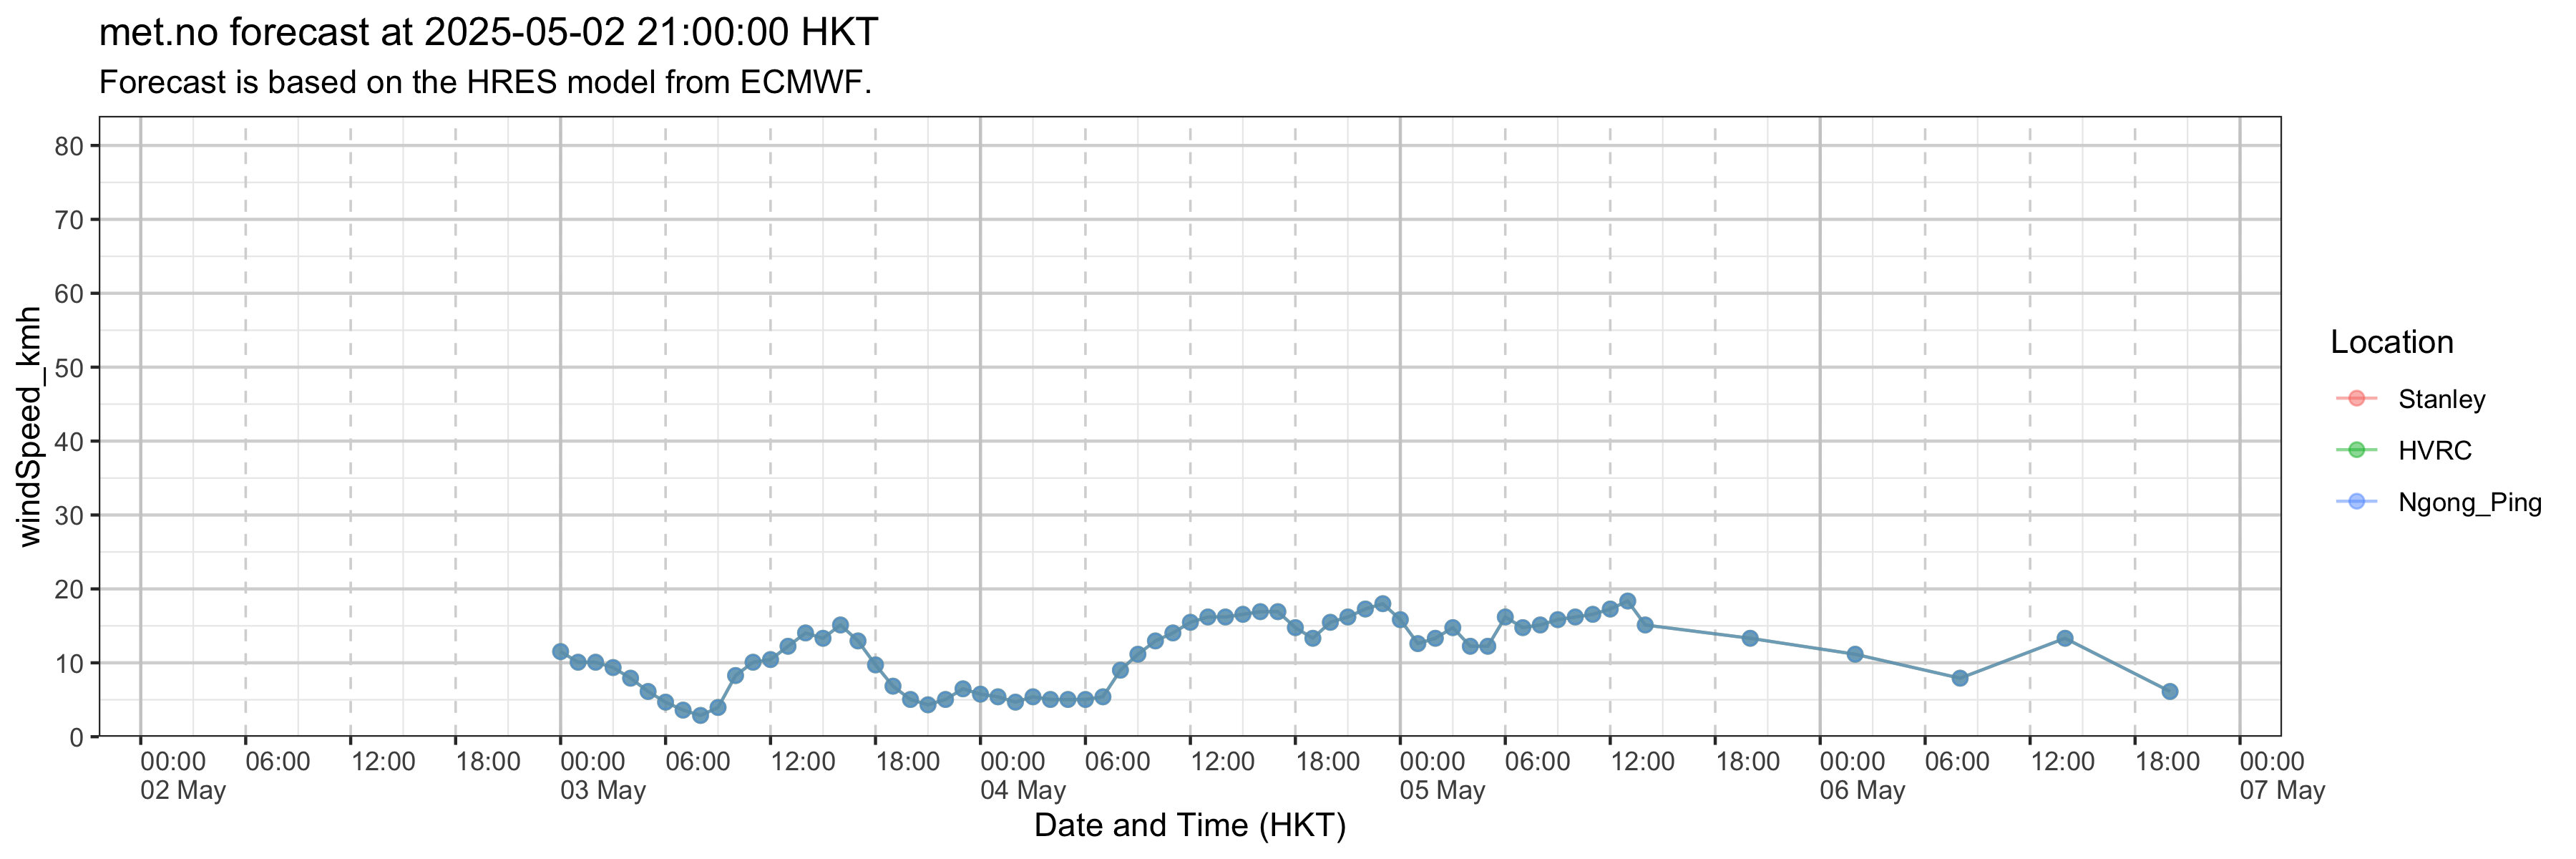 met.no forecast at 2025-05-02 21:00:00 HKT
Forecast is based on the HRES model from ECMWF.
windSpeed_kmh
80
70
60
50
40
30
20
10
0
00:00 06:00 12:00 18:00 00:00 06:00 12:00 18:00 00:00 06:00 12:00 18:00 00:00 06:00 12:00 18:00 00:00 06:00 12:00 18:00 00:00
02 May 03 May 04 May 05 May 06 May 07 May
Date and Time (HKT)
Location
Stanley
HVRC
Ngong_Ping